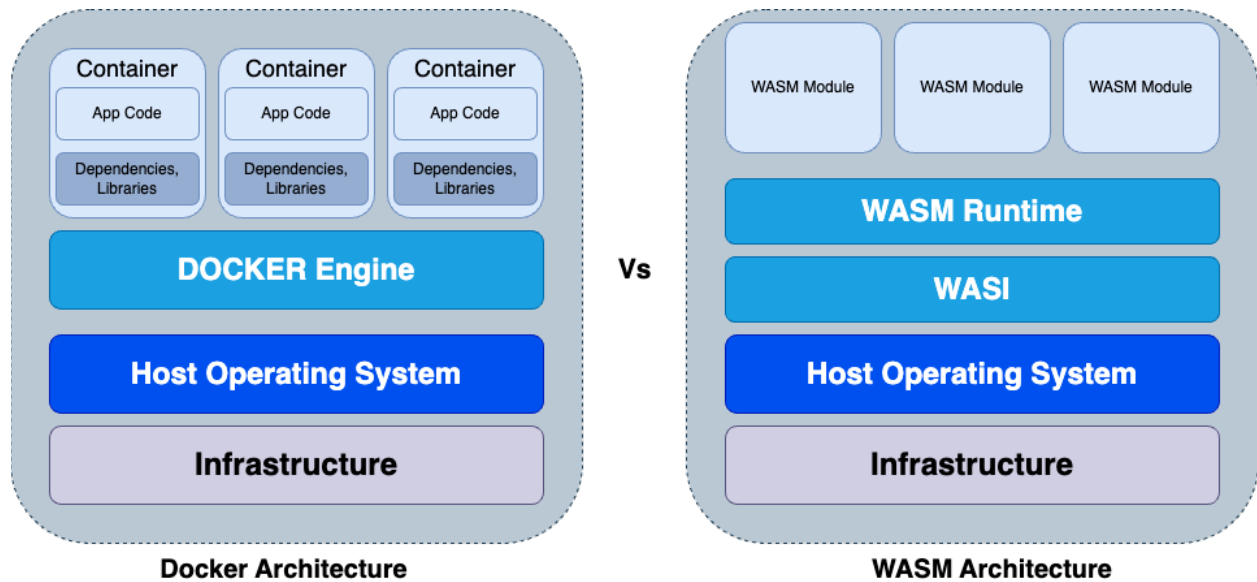 Container
App Code
Dependencies,
Libraries
Container
App Code
Dependencies,
Libraries
Container
App Code
Dependencies,
Libraries
DOCKER Engine
Host Operating System
Infrastructure
Docker Architecture
Vs
WASM Module
WASM Module
WASM Module
WASM Runtime
WASI
Host Operating System
Infrastructure
WASM Architecture